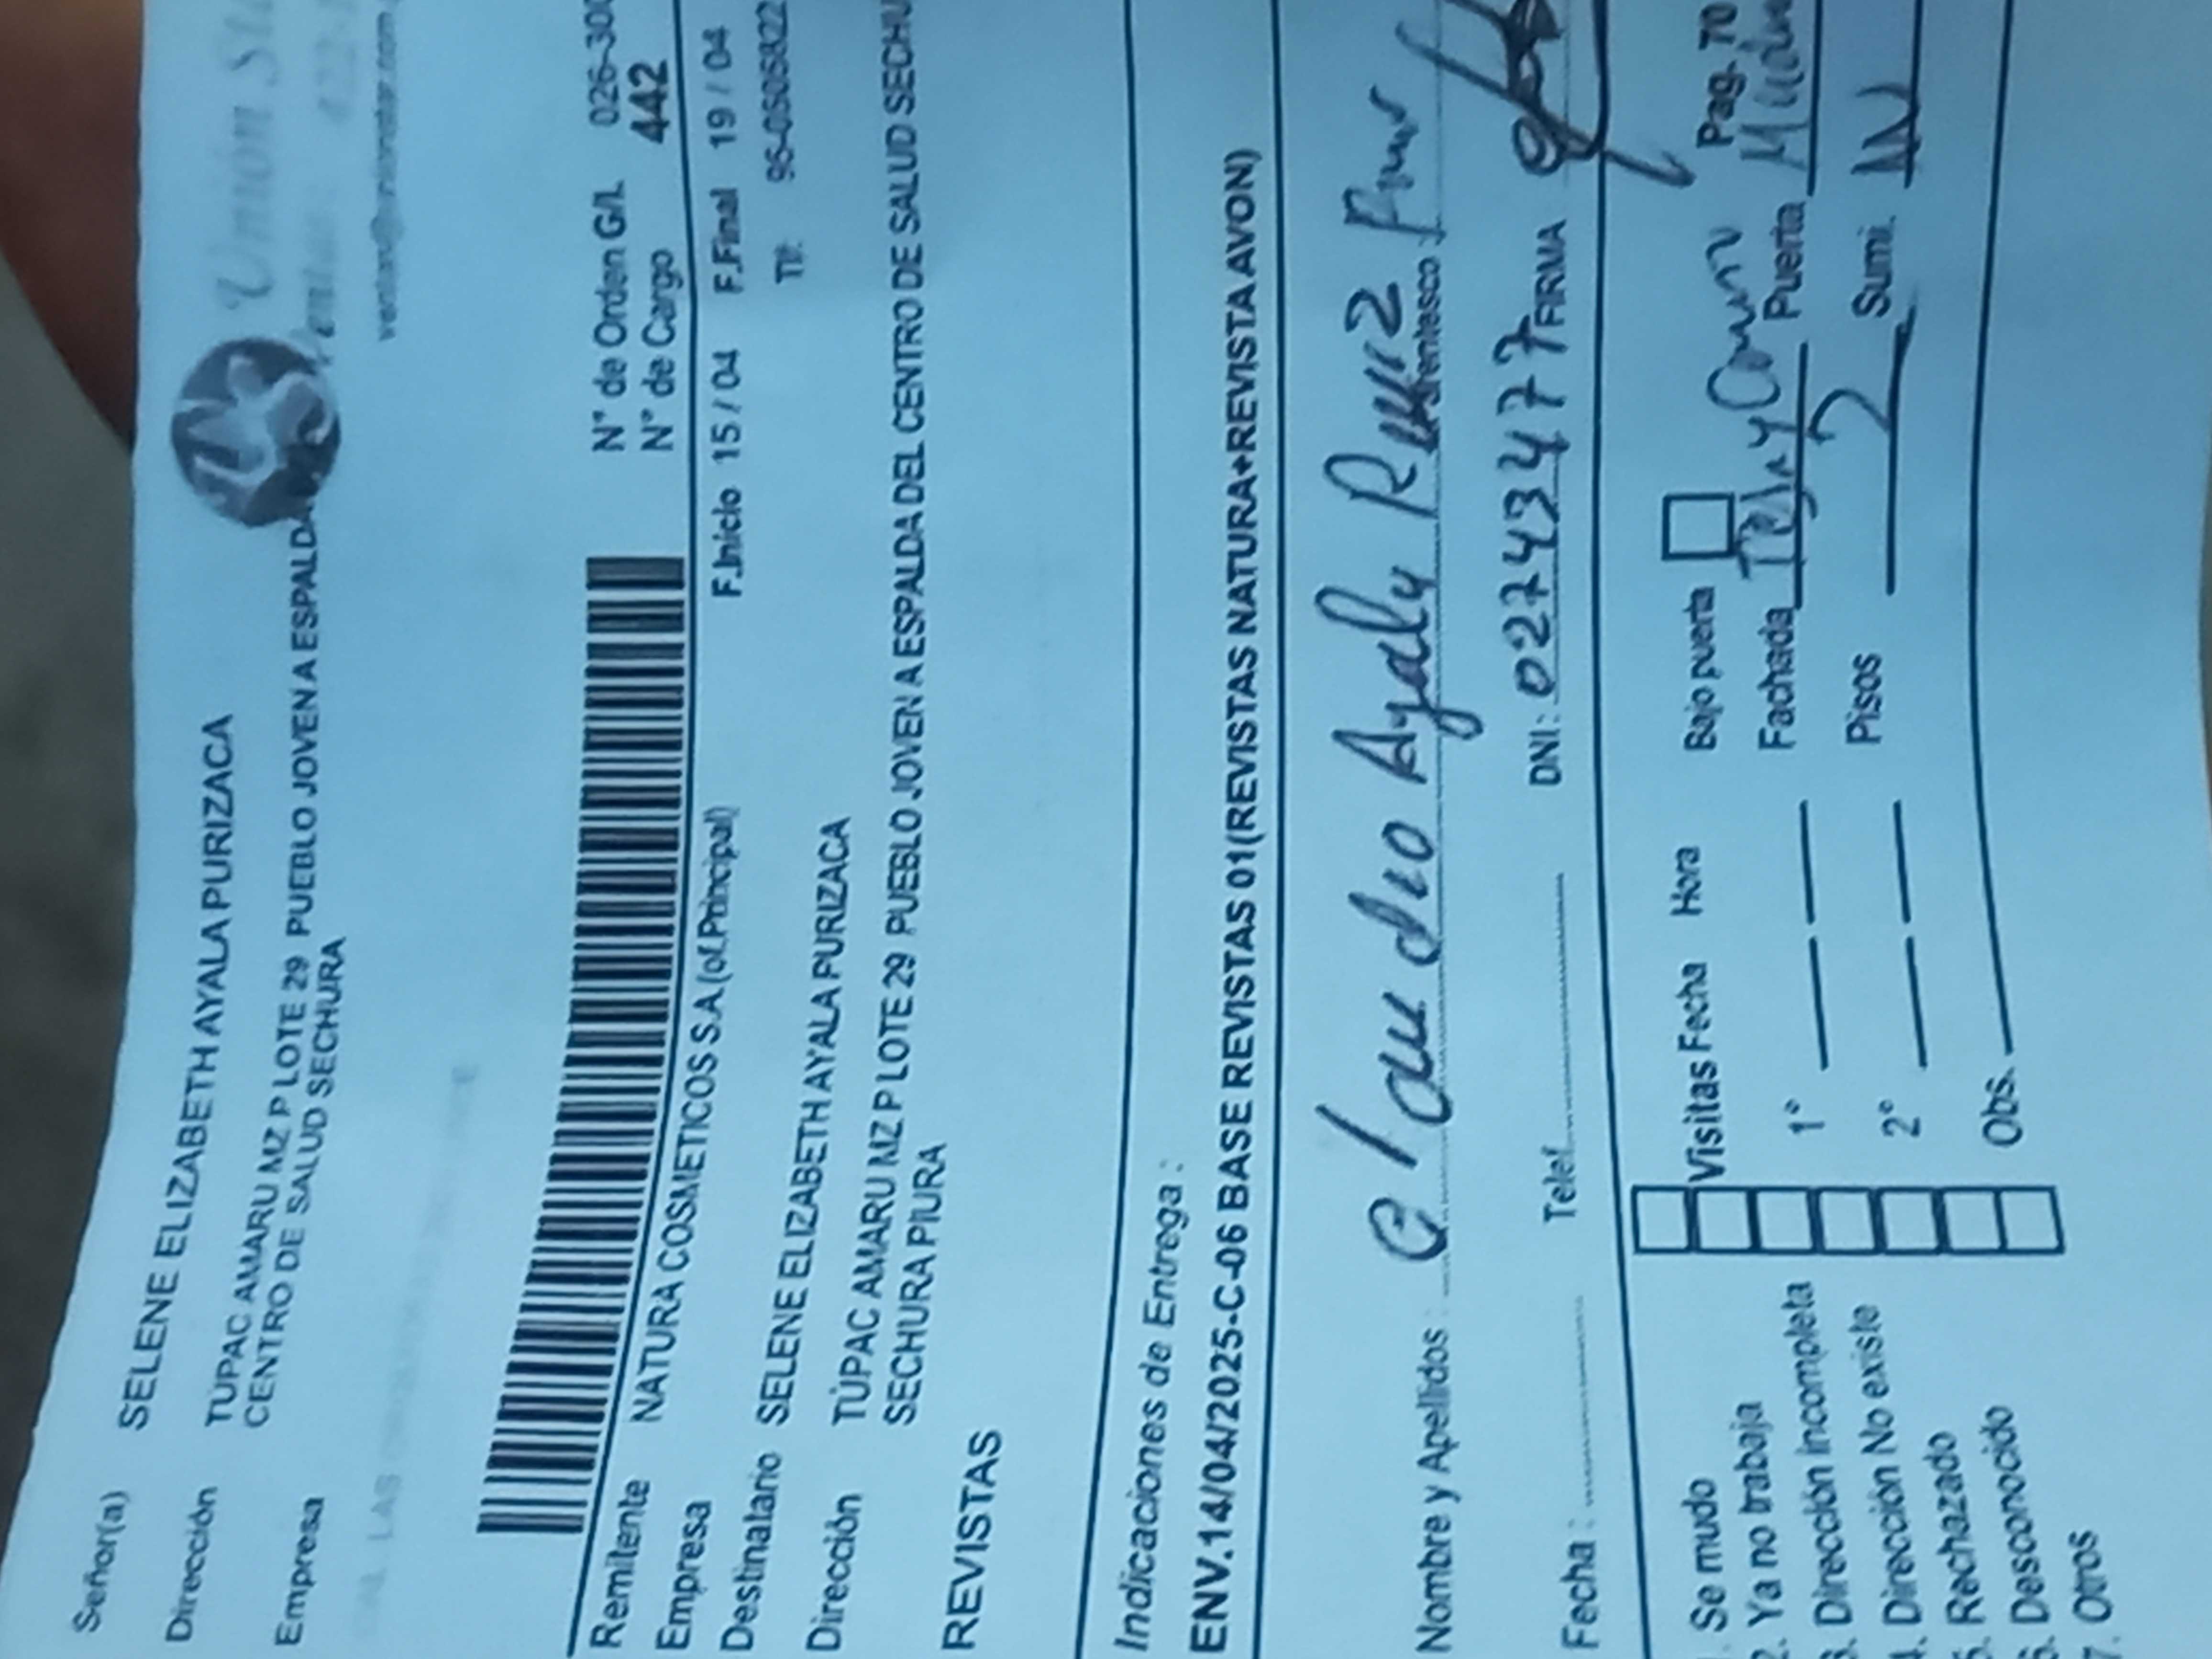 Señor(a) SELENE ELIZABETH AYALA PURIZACA
Dirección TÚPAC AMARU MZ P LOTE 29 PUEBLO JOVEN A ESPALDA
CENTRO DE SALUD SECHURA
Empresa
Unión
Ventas
N° de Orden G/L 026-300
N° de Cargo 442
Remitente NATURA COSMETICOS S.A.(of.Principal)
Empresa
F.Inicio 15/04 F.Final 19/04
Destinatario SELENE ELIZABETH AYALA PURIZACA
Tlf. 95-0505822
Dirección TÚPAC AMARU MZ P LOTE 29 PUEBLO JOVEN A ESPALDA DEL CENTRO DE SALUD SECHU
SECHURA PIURA
REVISTAS
Indicaciones de Entrega :
ENV.14/04/2025-C-06 BASE REVISTAS 01(REVISTAS NATURA+REVISTA AVON)
Nombre y Apellidos : Claudio Ayala Ruiz Parentesco :
Fecha : Telef. DNI : 02743477 FIRMA
. Se mudo
2. Ya no trabaja
3. Dirección incompleta
4. Dirección No existe
5. Rechazado
6. Desconocido
7. Otros
Visitas Fecha Hora
1°
2°
Obs.
Bajo puerta Pag. 70
Fachada Puerta
Pisos 2 Sumi.